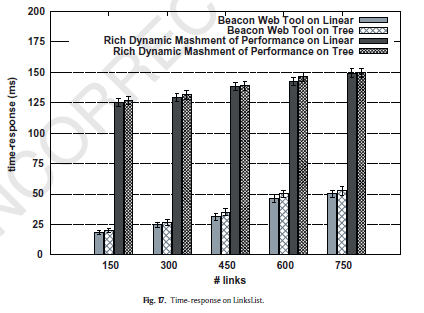 200
175
150
125
100
75
50
25
0
time-response (ms)
Beacon Web Tool on Linear
Beacon Web Tool on Tree
Rich Dynamic Mashment of Performance on Linear
Rich Dynamic Mashment of Performance on Tree
150 300 450 600 750
# links
Fig. 17. Time-response on LinksList.